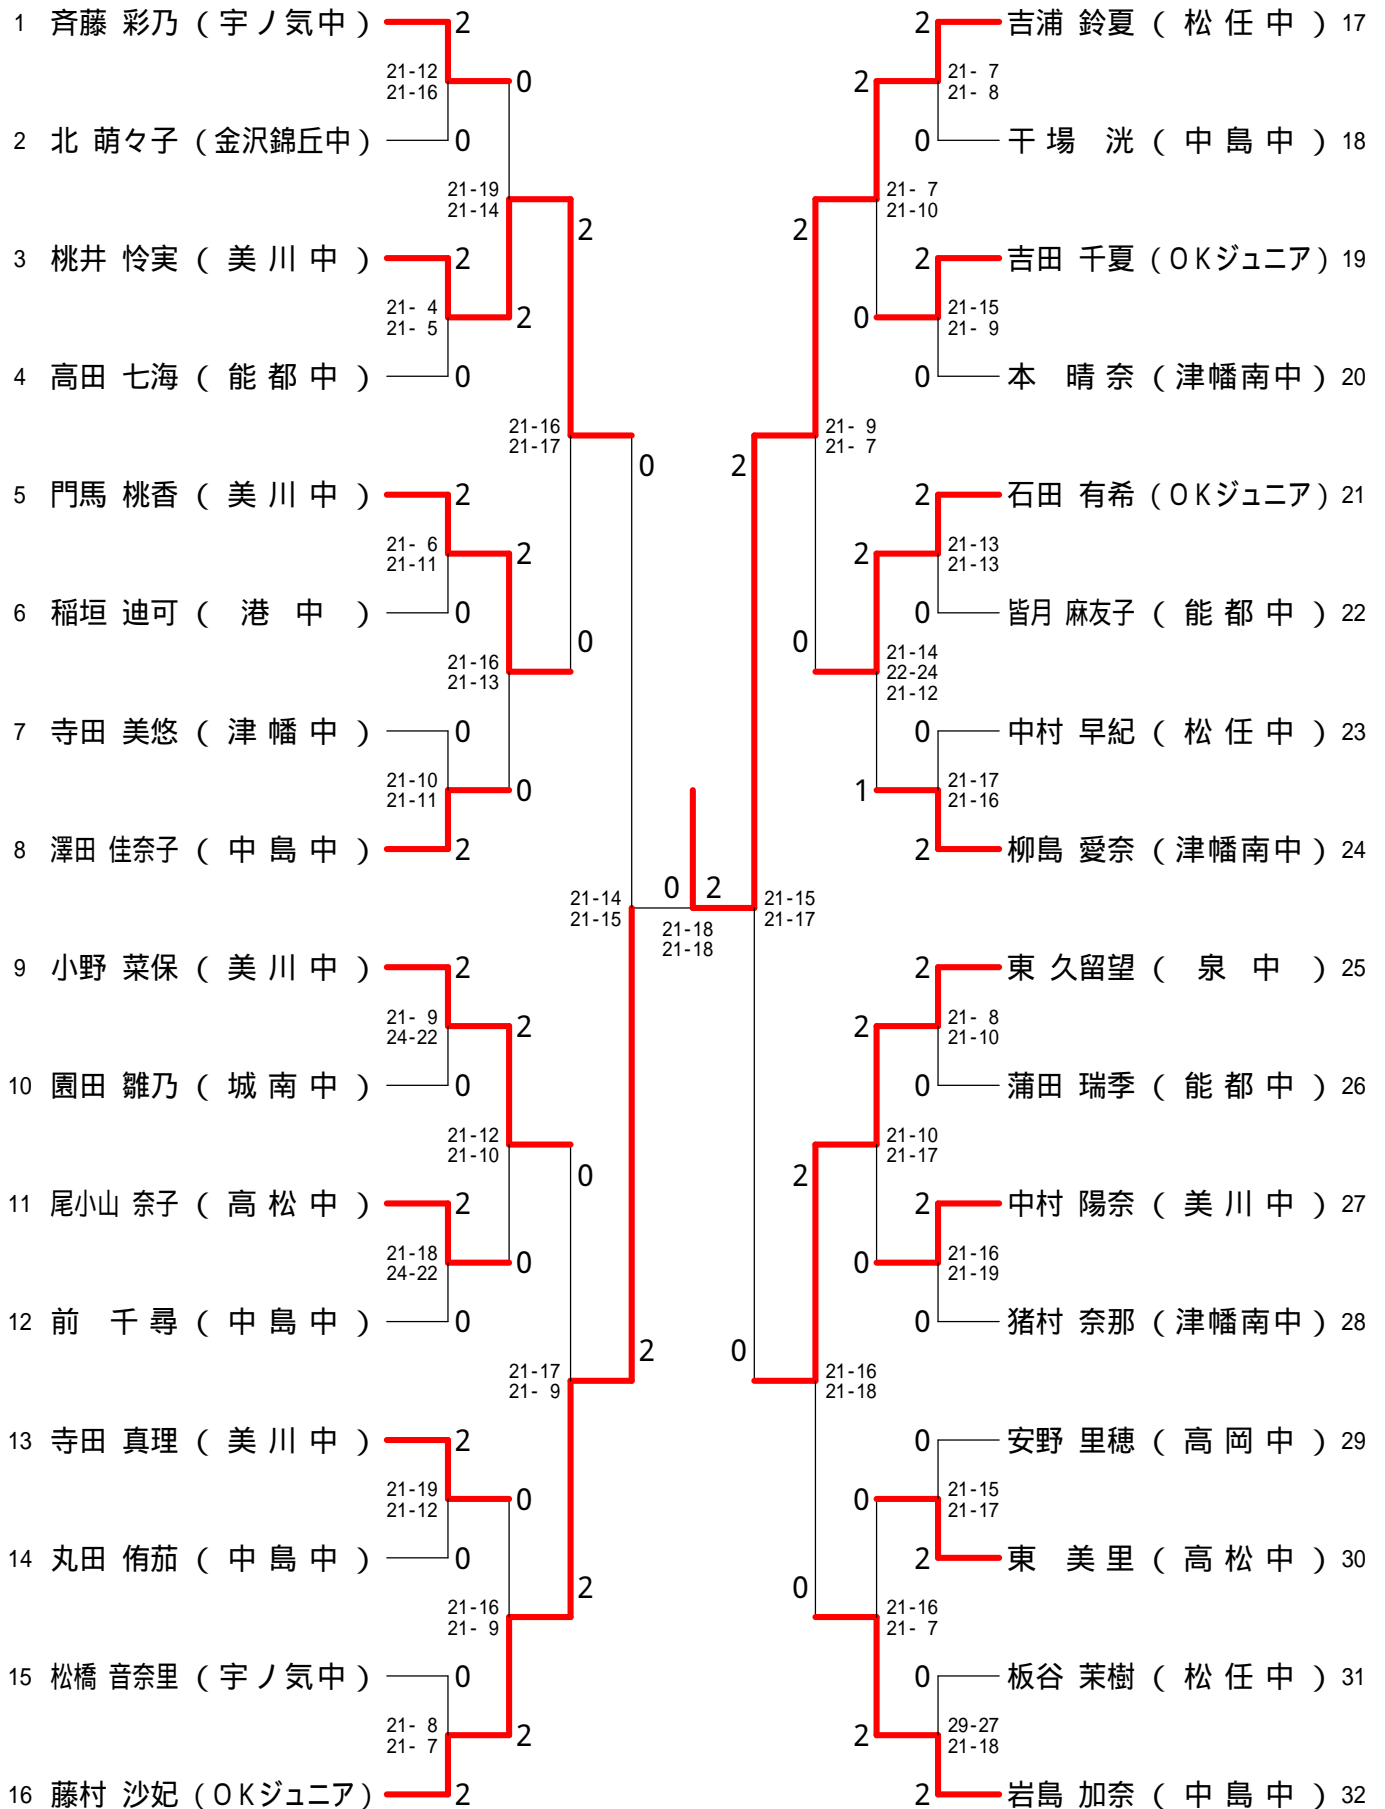 1 斉藤 彩乃 ( 宇ノ気中 ) 2 2 吉浦 鈴夏 ( 松任中 ) 17
21-12 0 2 21- 7
21-16 21- 8
2 北 萌々子 ( 金沢錦丘中 ) 0 0 干場 洸 ( 中島中 ) 18
21-19 21- 7
21-14 21-10
2 2
3 桃井 怜実 ( 美川中 ) 2 2 吉田 千夏 ( OKジュニア ) 19
21- 4 2 0 21-15
21- 5 21- 9
4 高田 七海 ( 能都中 ) 0 0 本 晴奈 ( 津幡南中 ) 20
21-16 21- 9
21-17 21- 7
0 2
5 門馬 桃香 ( 美川中 ) 2 2 石田 有希 ( OKジュニア ) 21
21- 6 2 2 21-13
21-11 21-13
6 稲垣 迪可 ( 港中 ) 0 0 皆月 麻友子 ( 能都中 ) 22
0 0
21-16 21-14
21-13 22-24
21-12
7 寺田 美悠 ( 津幡中 ) 0 0 中村 早紀 ( 松任中 ) 23
21-10 0 1 21-17
21-11 21-16
8 澤田 佳奈子 ( 中島中 ) 2 2 柳島 愛奈 ( 津幡南中 ) 24
0 2
21-14 21-15
21-15 21-17
21-18
21-18
9 小野 菜保 ( 美川中 ) 2 2 東 久留望 ( 泉中 ) 25
21- 9 2 2 21- 8
24-22 21-10
10 園田 雛乃 ( 城南中 ) 0 0 蒲田 瑞季 ( 能都中 ) 26
21-12 21-10
21-10 21-17
0 2
11 尾小山 奈子 ( 高松中 ) 2 2 中村 陽奈 ( 美川中 ) 27
21-18 0 0 21-16
24-22 21-19
12 前 千尋 ( 中島中 ) 0 0 猪村 奈那 ( 津幡南中 ) 28
2 0
21-17 21-16
21- 9 21-18
13 寺田 真理 ( 美川中 ) 2 0 安野 里穂 ( 高岡中 ) 29
21-19 0 0 21-15
21-12 21-17
14 丸田 侑茄 ( 中島中 ) 0 2 東 美里 ( 高松中 ) 30
2 0
21-16 21-16
21- 9 21- 7
15 松橋 音奈里 ( 宇ノ気中 ) 0 0 板谷 茉樹 ( 松任中 ) 31
21- 8 2 2 29-27
21- 7 21-18
16 藤村 沙妃 ( OKジュニア ) 2 2 岩島 加奈 ( 中島中 ) 32